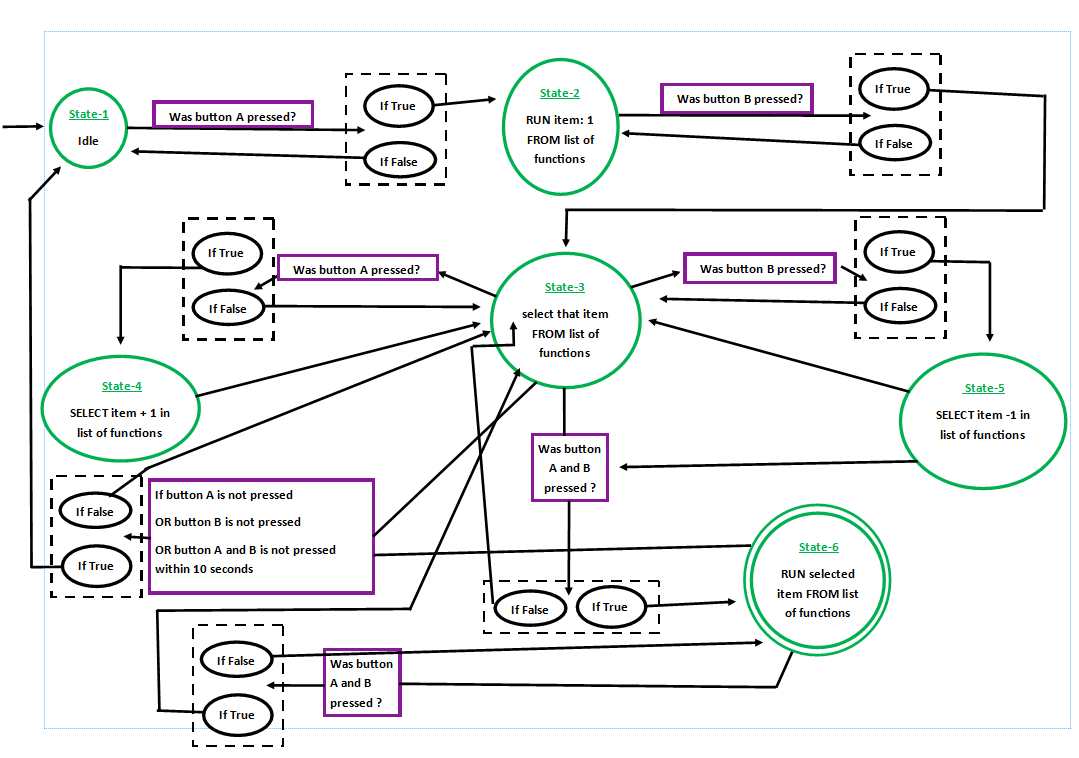 State-1
Idle
Was button A pressed?
If True
If False
State-2
RUN item: 1
FROM list of
functions
Was button B pressed?
If True
If False
If True
If False
Was button A pressed?
State-3
select that item
FROM list of
functions
Was button B pressed?
If True
If False
State-4
SELECT item + 1 in
list of functions
State-5
SELECT item -1 in
list of functions
Was button
A and B
pressed ?
If False
If True
If button A is not pressed
OR button B is not pressed
OR button A and B is not pressed
within 10 seconds
State-6
RUN selected
item FROM list
of functions
If False
If True
If False
If True
Was button
A and B
pressed ?